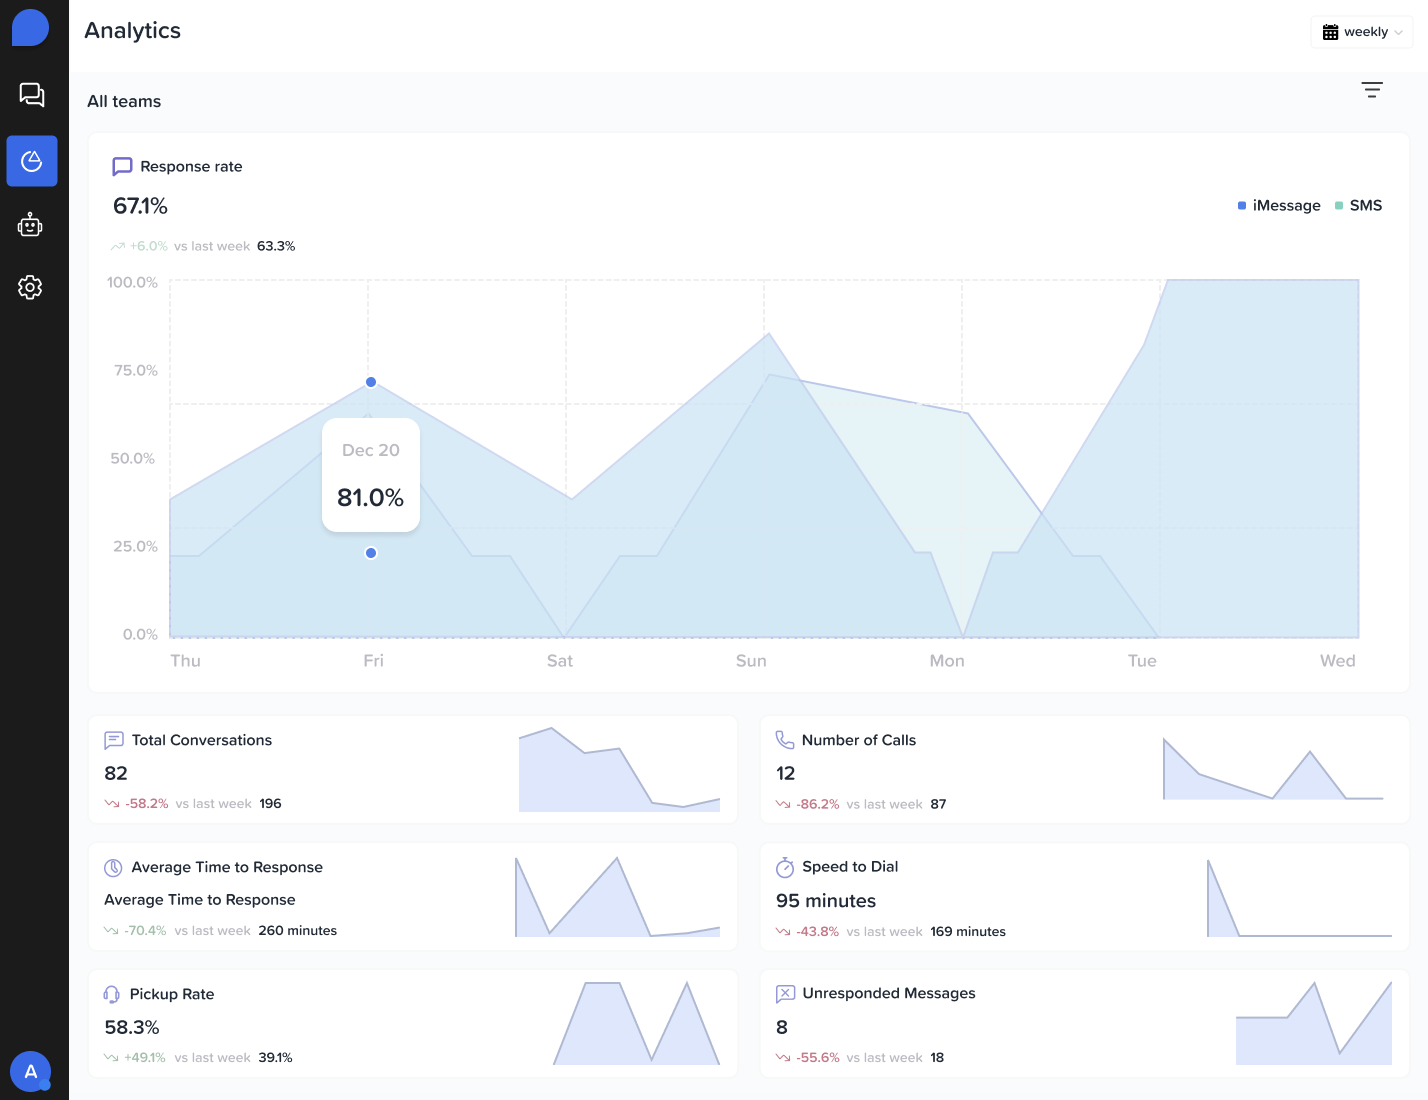 Analytics
weekly
All teams
Response rate
67.1%
iMessage SMS
+6.0% vs last week 63.3%
100.0%
75.0%
50.0%
25.0%
0.0%
Dec 20
81.0%
Thu Fri Sat Sun Mon Tue Wed
Total Conversations
82
-58.2% vs last week 196
Number of Calls
12
-86.2% vs last week 87
Average Time to Response
Average Time to Response
-70.4% vs last week 260 minutes
Speed to Dial
95 minutes
-43.8% vs last week 169 minutes
Pickup Rate
58.3%
+49.1% vs last week 39.1%
Unresponded Messages
8
-55.6% vs last week 18
A